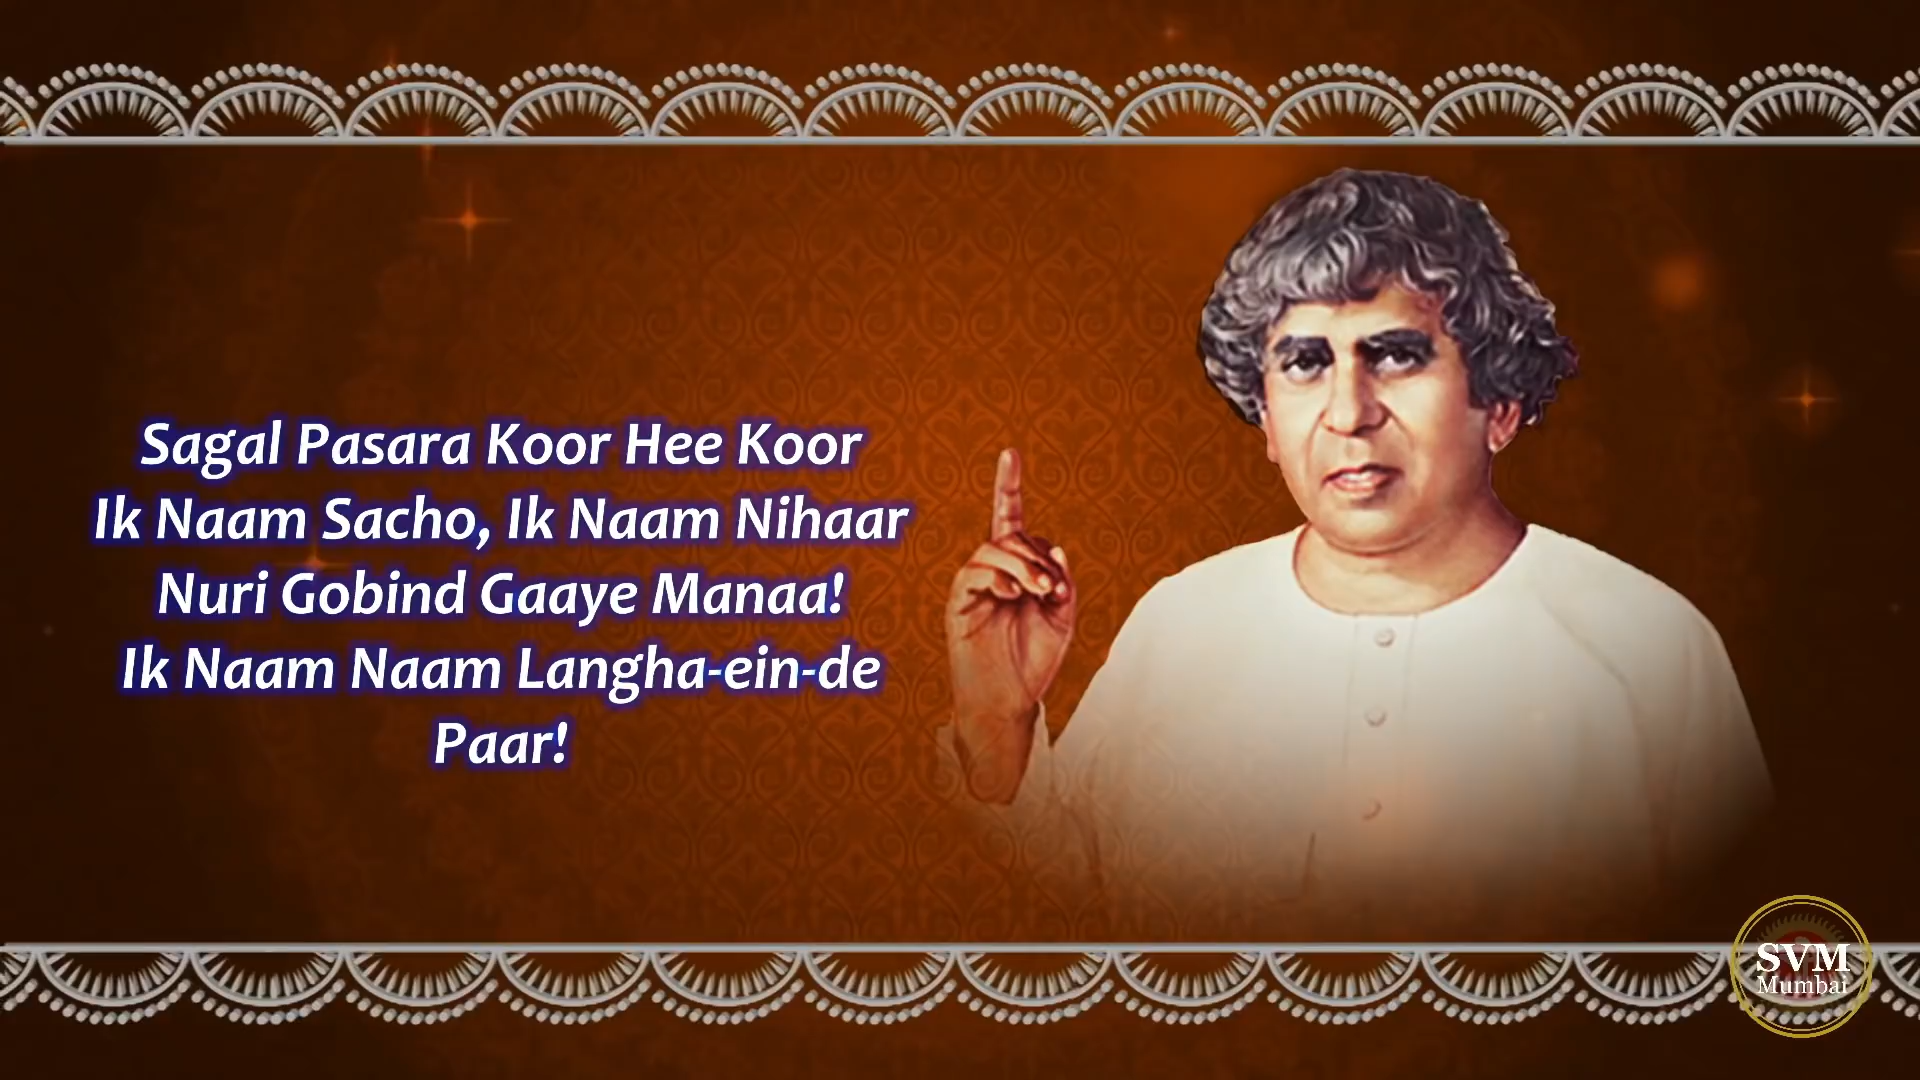 Sagal Pasara Koor Hee Koor
Ik Naam Sacho, Ik Naam Nihaar
Nuri Gobind Gaaye Manaa!
Ik Naam Naam Langha-ein-de
Paar!
SVM
Mumbai